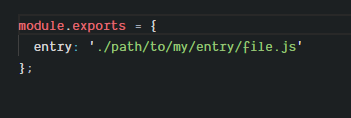 module.exports = {
  entry: './path/to/my/entry/file.js'
};